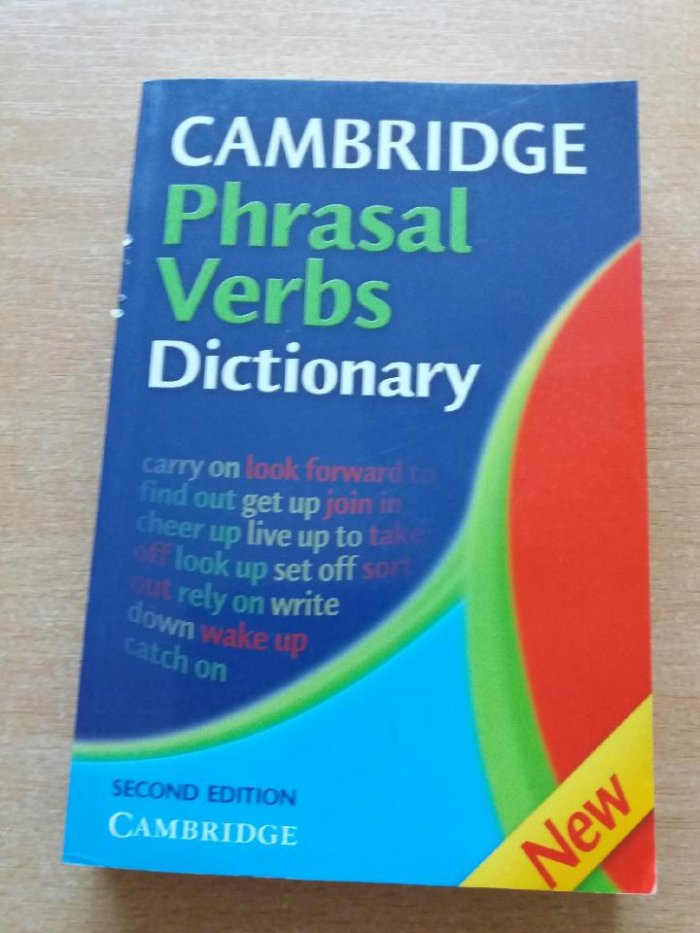 CAMBRIDGE
Phrasal
Verbs
Dictionary
carry on look forward to
find out get up join in
cheer up live up to take
off look up set off sort
out rely on write
down wake up
catch on
SECOND EDITION
CAMBRIDGE
New